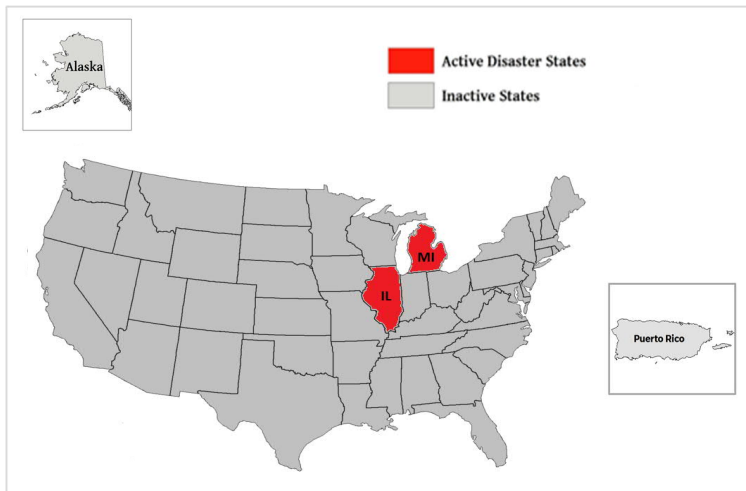 Alaska
Active Disaster States
Inactive States
MI
IL
Puerto Rico